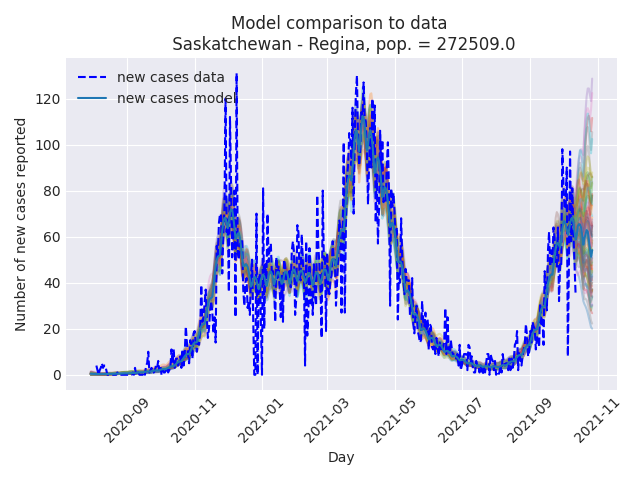 Model comparison to data
Saskatchewan - Regina, pop. = 272509.0
new cases data
new cases model
Number of new cases reported
120
100
80
60
40
20
0
2020-09
2020-11
2021-01
2021-03
2021-05
2021-07
2021-09
2021-11
Day